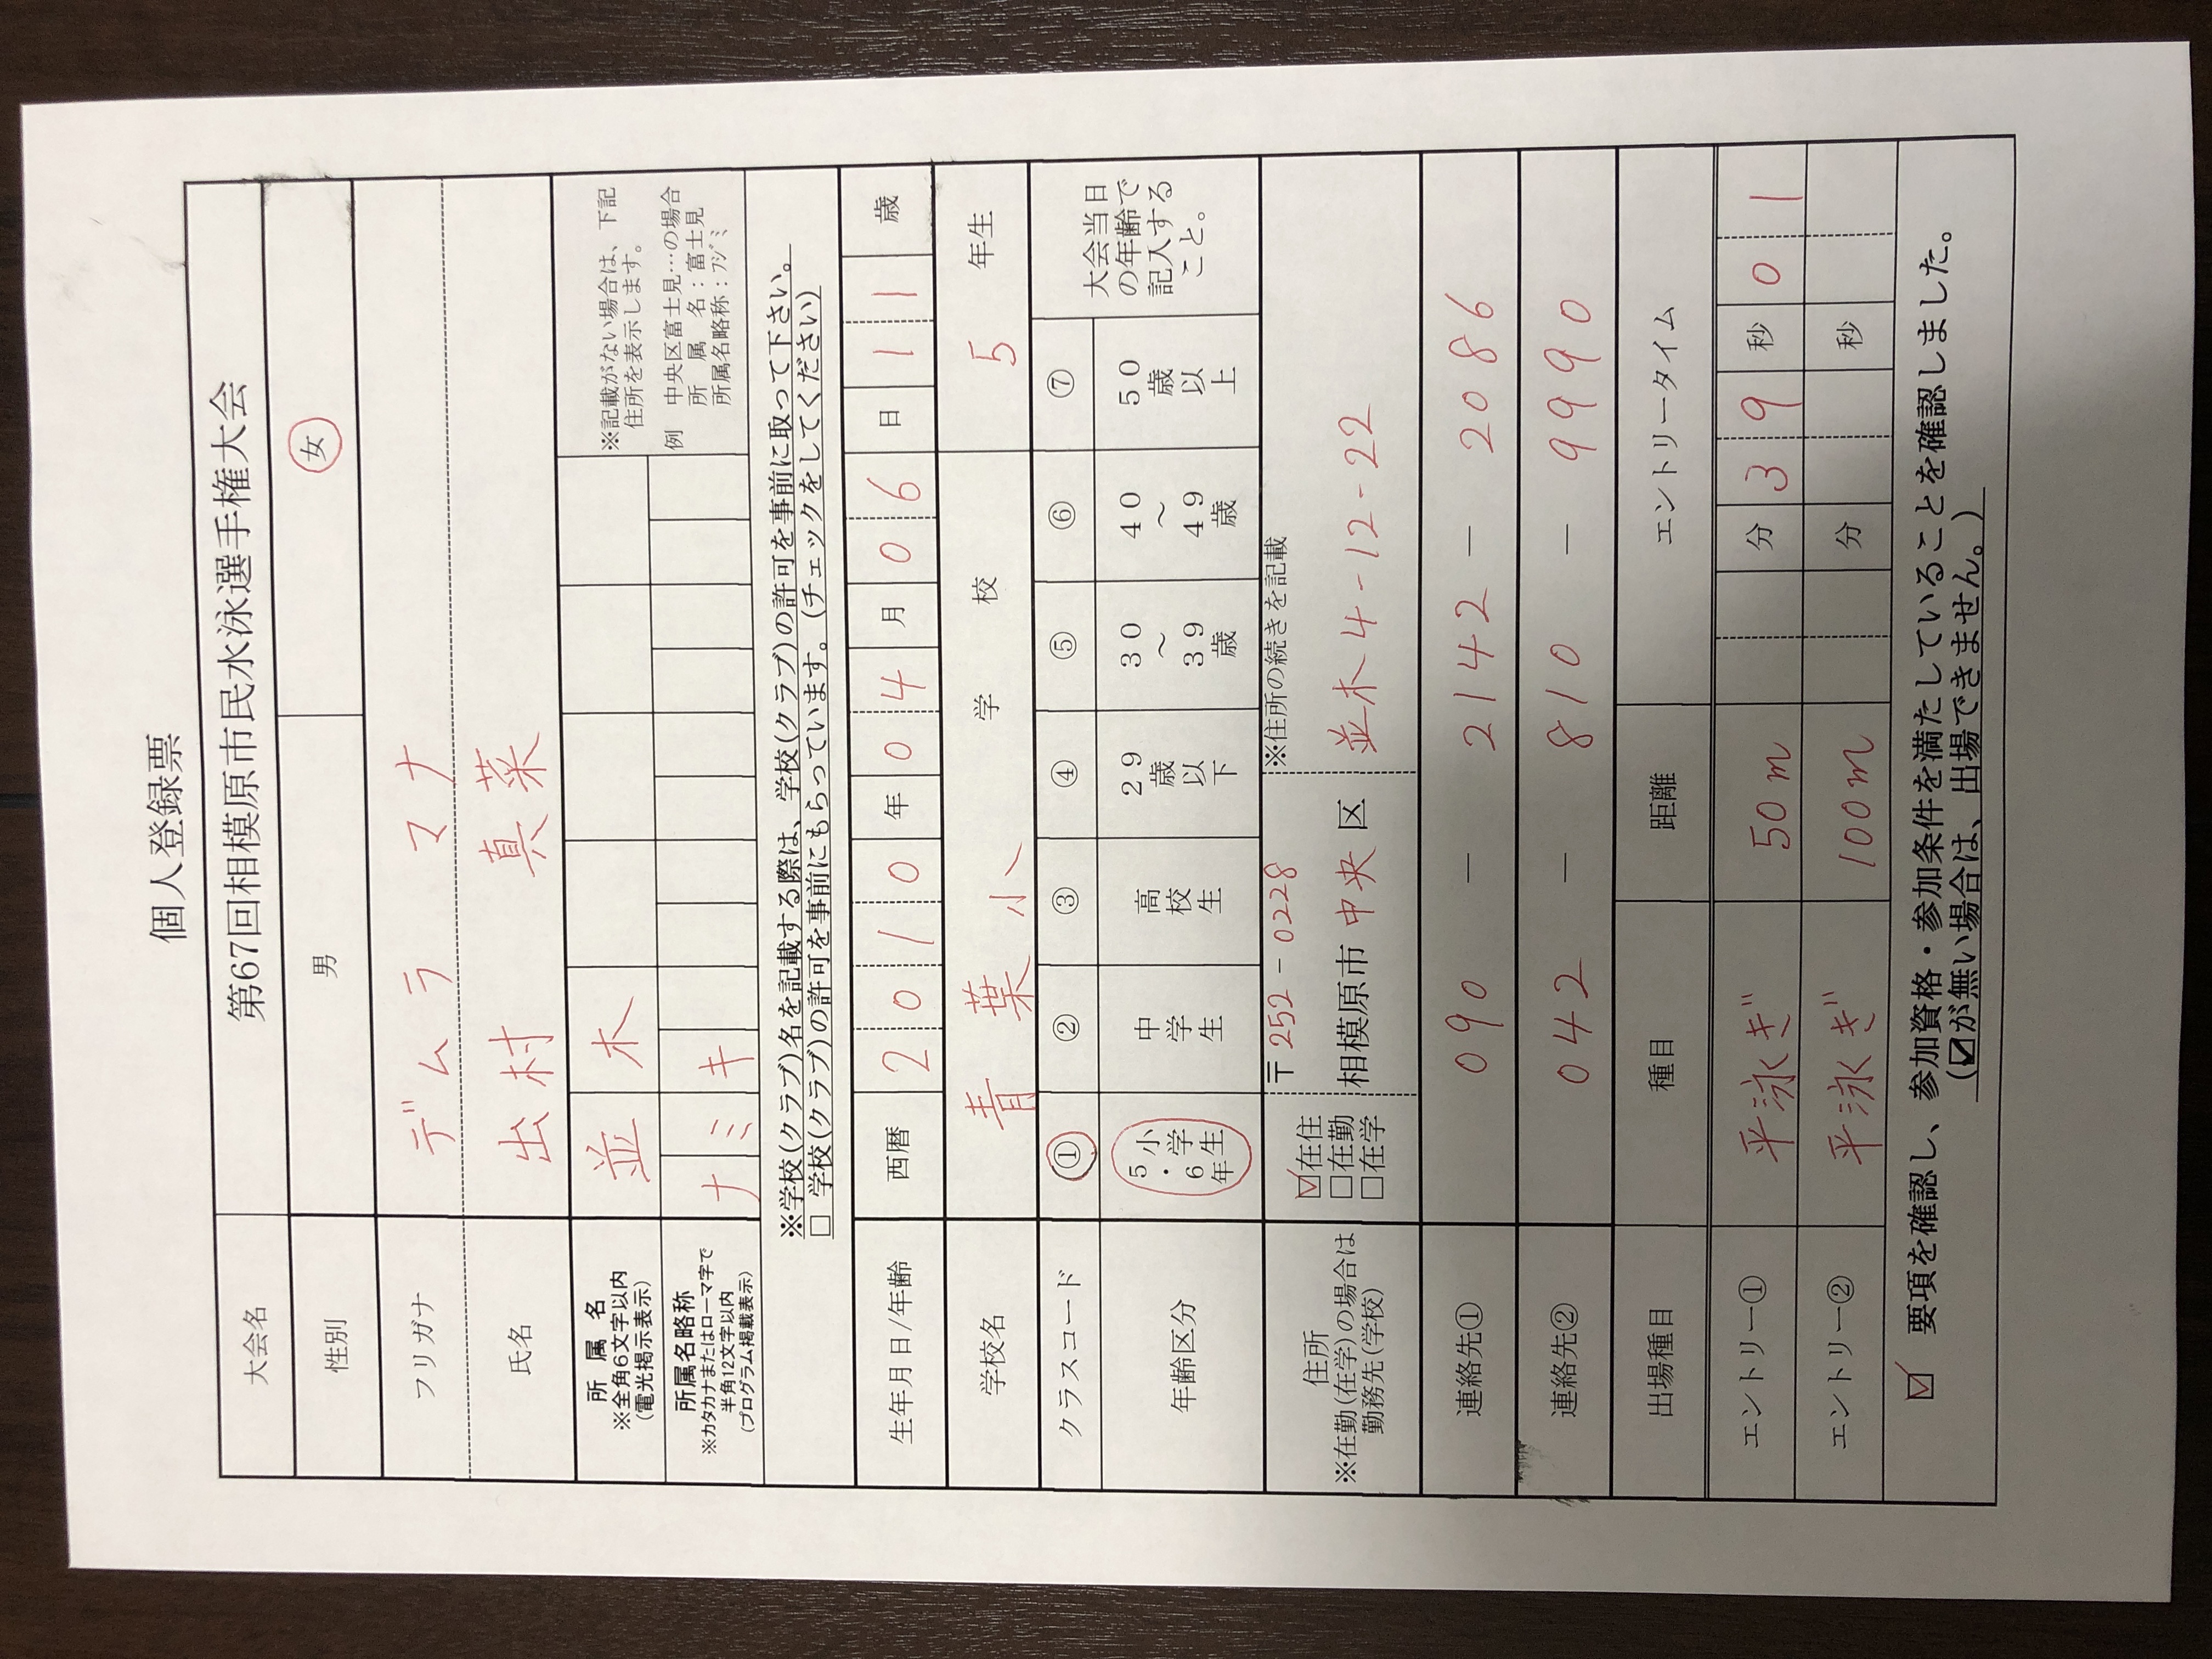 個人登録票
大会名 第67回相模原市民水泳選手権大会
性別 男 女
フリガナ デムラ マナ
氏名 出村 真菜
所属名 並木
※全角6文字以内
(電光掲示表示)
※記載がない場合は、下記
住所を表示します。
所属名略称 ナミキ
※カタカナまたはローマ字で
半角12文字以内
(プログラム掲載表示)
例 中央区富士見…の場合
所属名：富士見
所属名略称：ﾌｼﾞﾐ
※学校(クラブ)名を記載する際は、学校(クラブ)の許可を事前に取って下さい。
□ 学校(クラブ)の許可を事前にもらっています。(チェックをしてください)
生年月日/年齢 西暦 2010年04月06日 11歳
学校名 青葉小学校 5年生
クラスコード ① ② ③ ④ ⑤ ⑥ ⑦
年齢区分 小学生5・6年 中学生 高校生 29歳以下 30～39歳 40～49歳 50歳以上
大会当日
の年齢で
記入する
こと。
住所
※在勤(在学)の場合は
勤務先(学校)
☑在住
□在勤
□在学
〒252-0228
相模原市中央区
※住所の続きを記載
並木4-12-22
連絡先① 090 － 2142 － 2086
連絡先② 042 － 810 － 9990
出場種目 種目 距離 エントリータイム
エントリー① 平泳ぎ 50m 分 39秒01
エントリー② 平泳ぎ 100m 分 秒
☑ 要項を確認し、参加資格・参加条件を満たしていることを確認しました。
(☑が無い場合は、出場できません。)